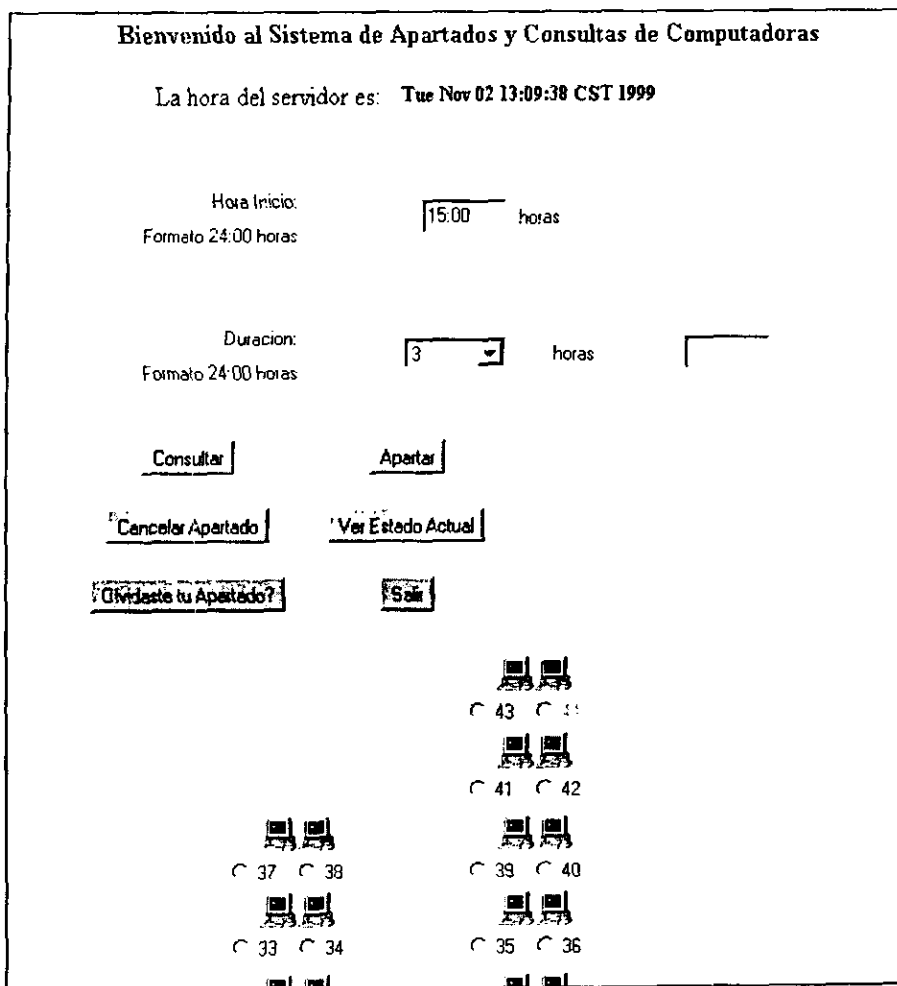 Bienvenido al Sistema de Apartados y Consultas de Computadoras
La hora del servidor es: Tue Nov 02 13:09:38 CST 1999
Hora Inicio:
15:00 horas
Formato 24:00 horas
Duracion:
3 horas
Formato 24:00 horas
Consultar Apartar
Cancelar Apartado Ver Estado Actual
Olvidaste tu Apartado? Salir
43
41 42
37 38 39 40
33 34 35 36